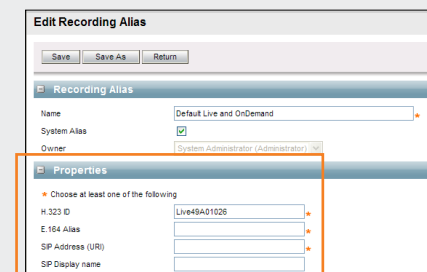 Edit Recording Alias
Save Save As Return
Recording Alias
Name Default Live and OnDemand *
System Alias
Owner System Administrator (Administrator)
Properties
* Choose at least one of the following
H.323 ID Live49A01026 *
E.164 Alias *
SIP Address (URI) *
SIP Display name